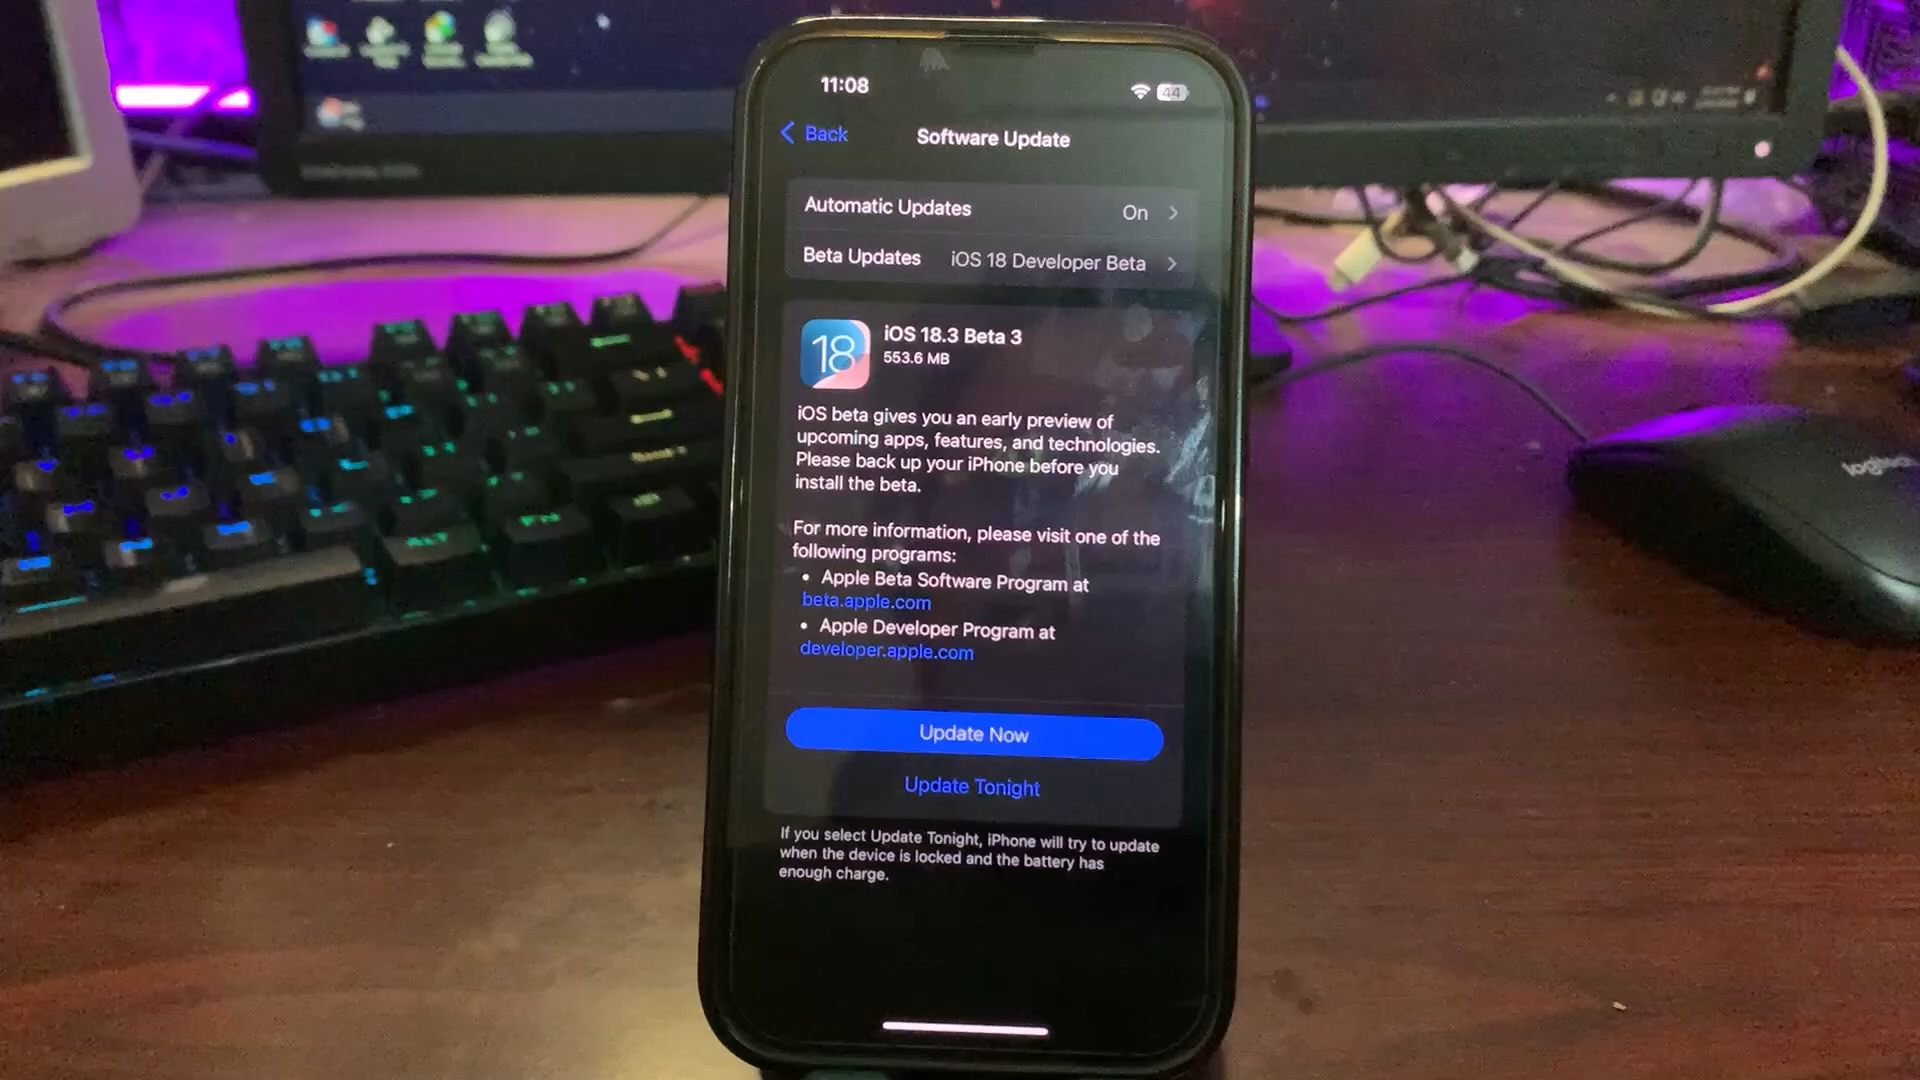 11:08
44
Back
Software Update
Automatic Updates On
Beta Updates iOS 18 Developer Beta
18
iOS 18.3 Beta 3
553.6 MB
iOS beta gives you an early preview of
upcoming apps, features, and technologies.
Please back up your iPhone before you
install the beta.
For more information, please visit one of the
following programs:
• Apple Beta Software Program at
beta.apple.com
• Apple Developer Program at
developer.apple.com
Update Now
Update Tonight
If you select Update Tonight, iPhone will try to update
when the device is locked and the battery has
enough charge.
ALT